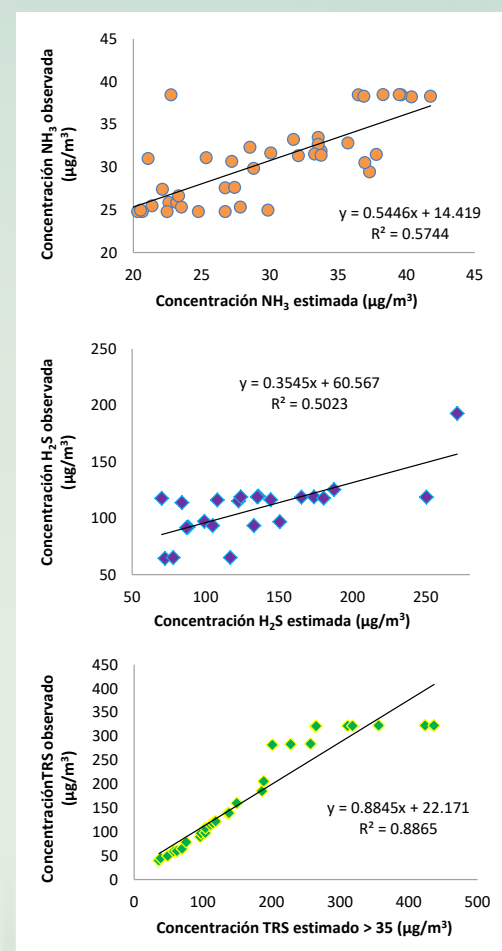 Concentración NH₃ observada
(µg/m³)
45
40
35
30
25
20
y = 0.5446x + 14.419
R² = 0.5744
20 25 30 35 40 45
Concentración NH₃ estimada (µg/m³)
Concentración H₂S observada
(µg/m³)
250
200
150
100
50
y = 0.3545x + 60.567
R² = 0.5023
50 100 150 200 250
Concentración H₂S estimada (µg/m³)
ConcentraciónTRS observado
(µg/m³)
450
400
350
300
250
200
150
100
50
0
y = 0.8845x + 22.171
R² = 0.8865
0 100 200 300 400 500
Concentración TRS estimado > 35 (µg/m³)